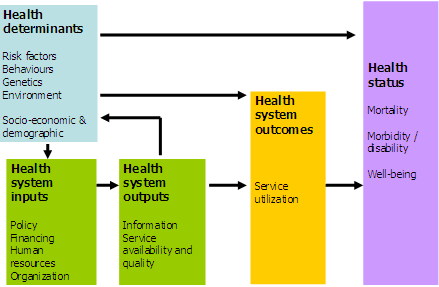 Health
determinants
Risk factors
Behaviours
Genetics
Environment
Socio-economic &
demographic
Health
system
inputs
Policy
Financing
Human
resources
Organization
Health
system
outputs
Information
Service
availability and
quality
Health
system
outcomes
Service
utilization
Health
status
Mortality
Morbidity /
disability
Well-being